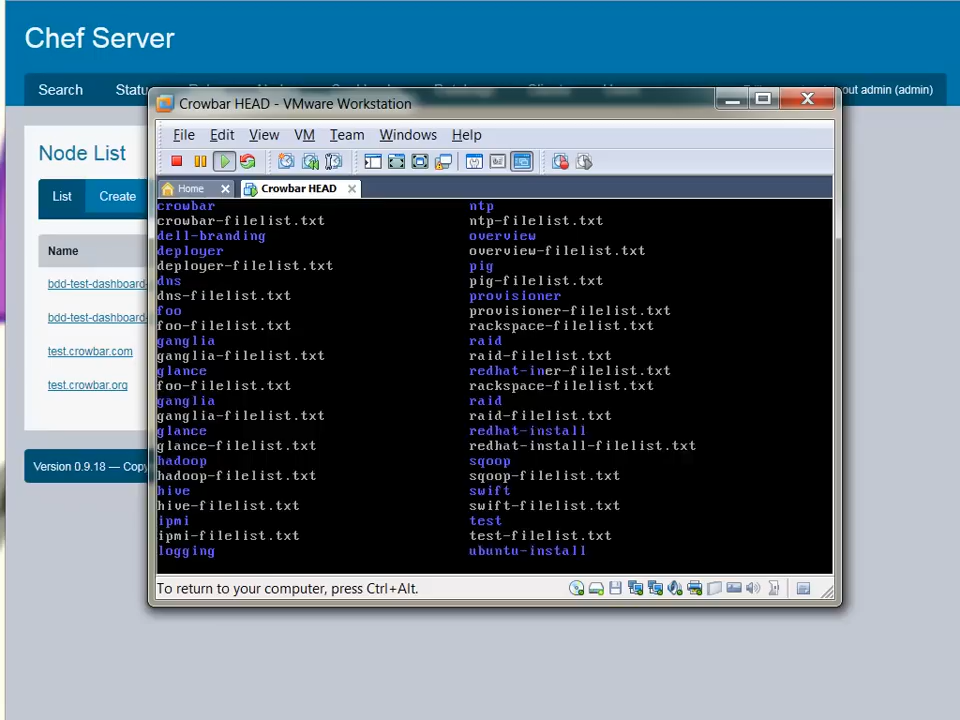 Chef Server
Search Statu
out admin (admin)
Crowbar HEAD - VMware Workstation
File Edit View VM Team Windows Help
Home Crowbar HEAD
Node List
List Create
Name
bdd-test-dashboard-
bdd-test-dashboard-
test.crowbar.com
test.crowbar.org
Version 0.9.18 — Copy
crowbar ntp
crowbar-filelist.txt ntp-filelist.txt
dell-branding overview
deployer overview-filelist.txt
deployer-filelist.txt pig
dns pig-filelist.txt
dns-filelist.txt provisioner
foo provisioner-filelist.txt
foo-filelist.txt rackspace-filelist.txt
ganglia raid
ganglia-filelist.txt raid-filelist.txt
glance redhat-iner-filelist.txt
foo-filelist.txt rackspace-filelist.txt
ganglia raid
ganglia-filelist.txt raid-filelist.txt
glance redhat-install
glance-filelist.txt redhat-install-filelist.txt
hadoop sqoop
hadoop-filelist.txt sqoop-filelist.txt
hive swift
hive-filelist.txt swift-filelist.txt
ipmi test
ipmi-filelist.txt test-filelist.txt
logging ubuntu-install
To return to your computer, press Ctrl+Alt.